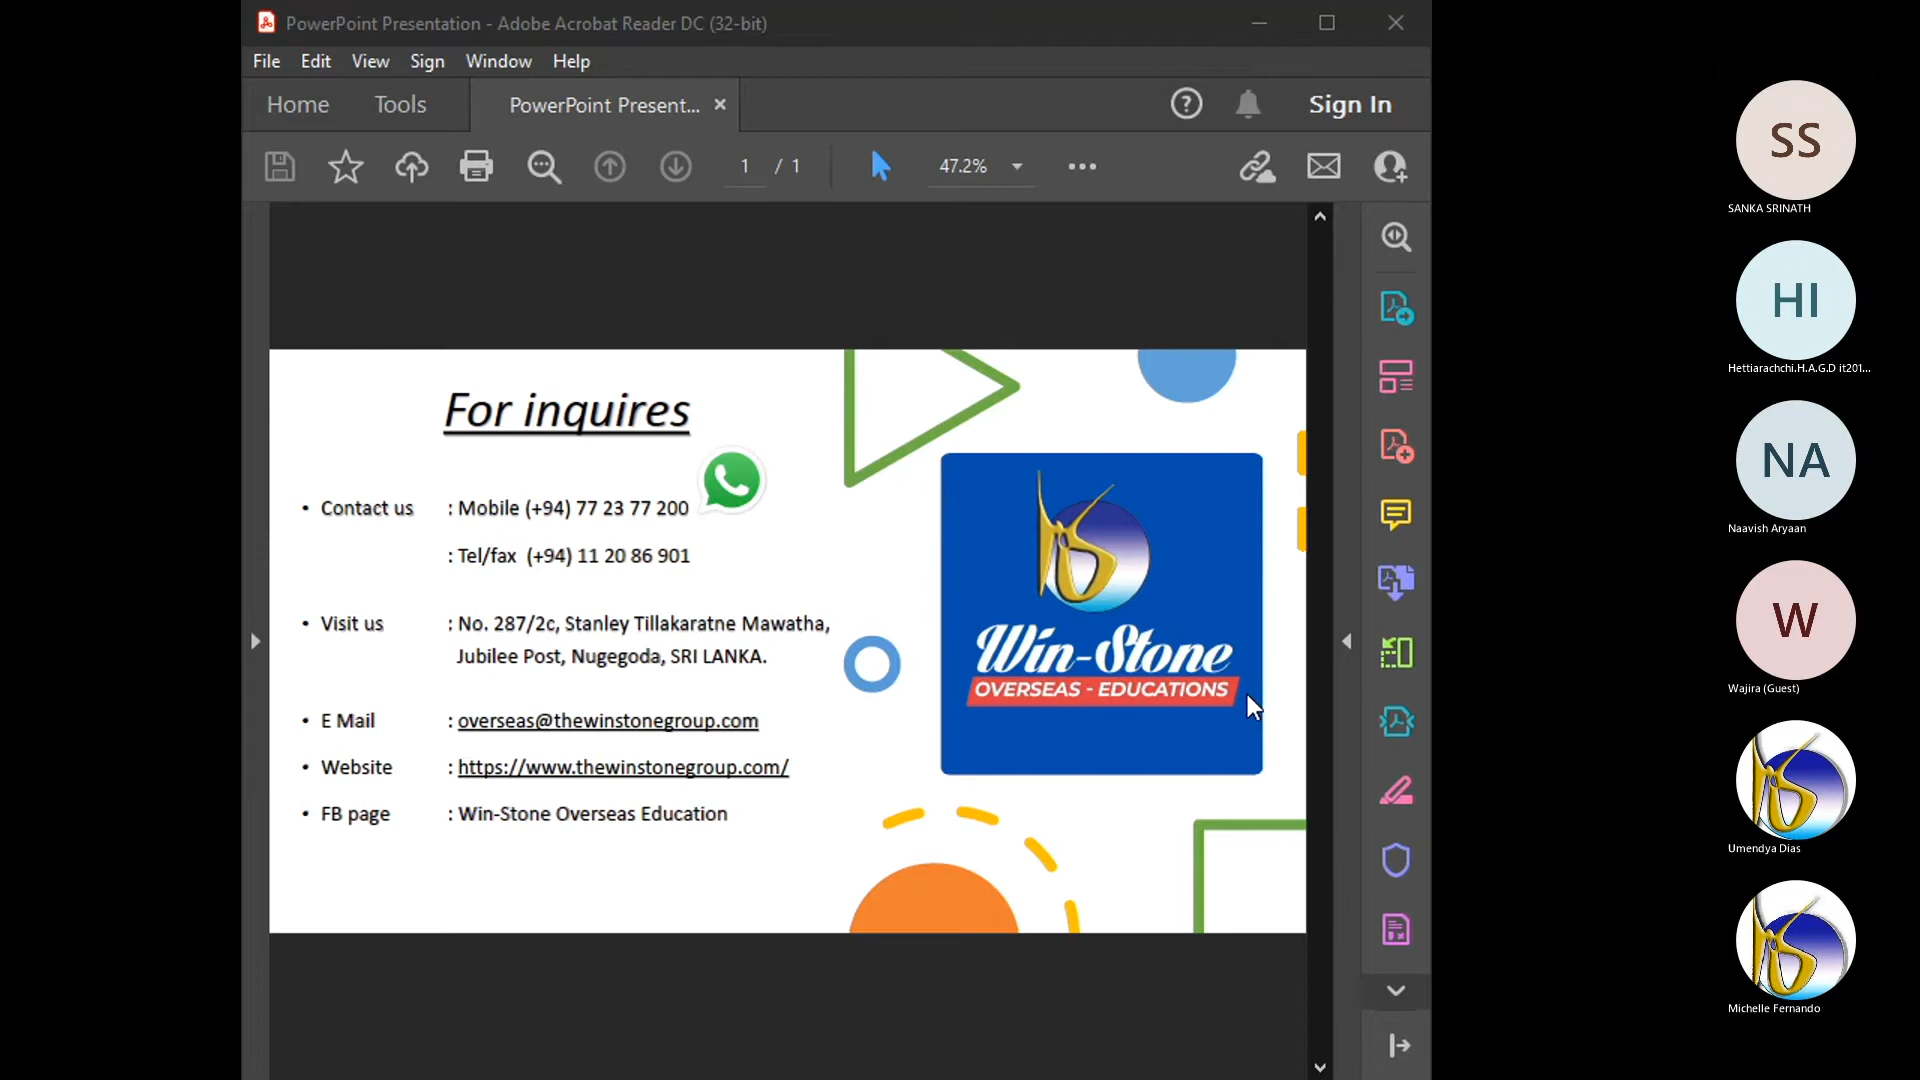 PowerPoint Presentation - Adobe Acrobat Reader DC (32-bit)
File Edit View Sign Window Help
Home Tools PowerPoint Present... Sign In
1 / 1 47.2%
For inquires
• Contact us : Mobile (+94) 77 23 77 200
: Tel/fax (+94) 11 20 86 901
• Visit us : No. 287/2c, Stanley Tillakaratne Mawatha,
Jubilee Post, Nugegoda, SRI LANKA.
• E Mail : overseas@thewinstonegroup.com
• Website : https://www.thewinstonegroup.com/
• FB page : Win-Stone Overseas Education
Win-Stone
OVERSEAS - EDUCATIONS
SS
SANKA SRINATH
HI
Hettiarachchi.H.A.G.D it201...
NA
Naavish Aryaan
W
Wajira (Guest)
Umendya Dias
Michelle Fernando